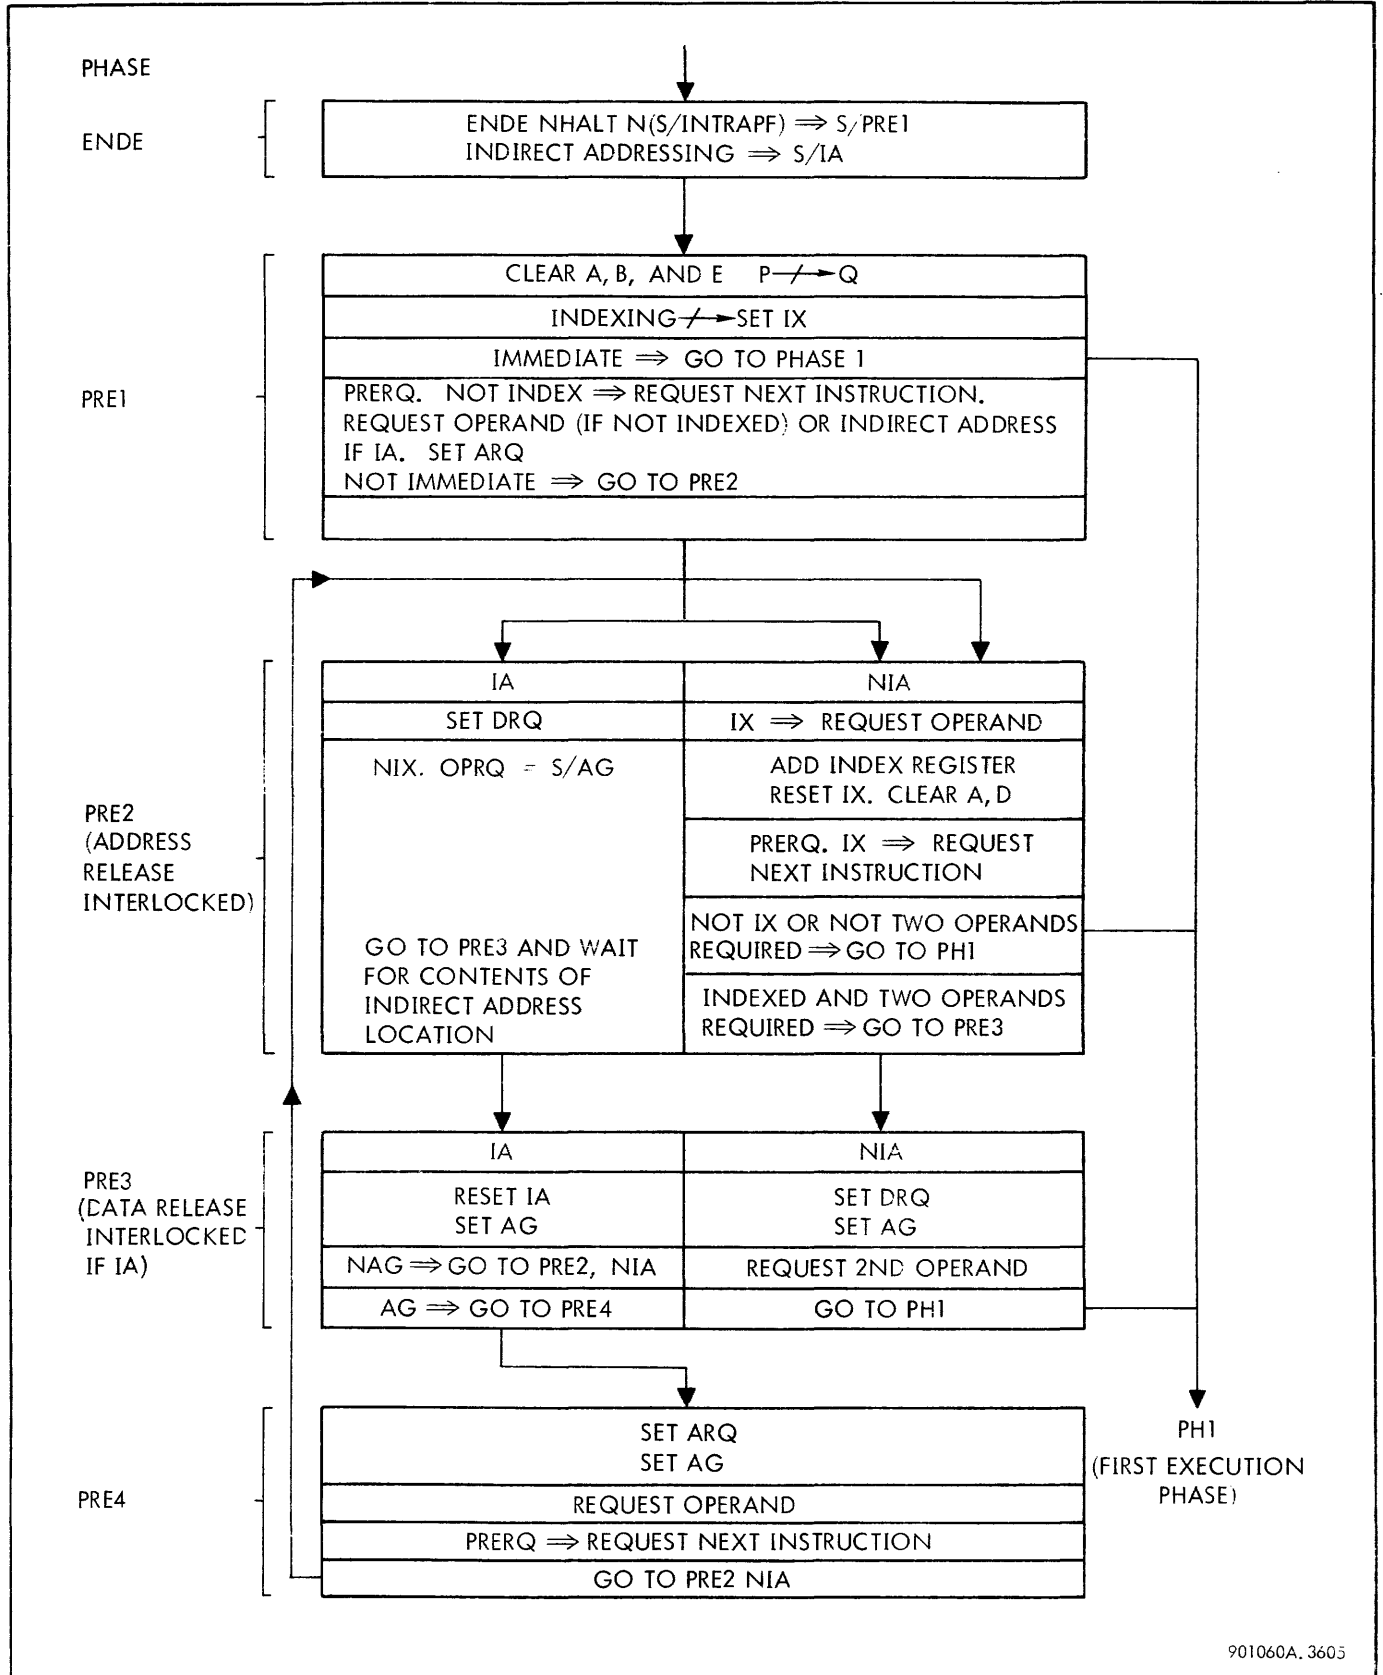 PHASE
ENDE
ENDE NHALT N(S/INTRAPF) ⇒ S/PRE1
INDIRECT ADDRESSING ⇒ S/IA
PRE1
CLEAR A, B, AND E P-/->Q
INDEXING-/->SET IX
IMMEDIATE ⇒ GO TO PHASE 1
PRERQ. NOT INDEX ⇒ REQUEST NEXT INSTRUCTION.
REQUEST OPERAND (IF NOT INDEXED) OR INDIRECT ADDRESS
IF IA. SET ARQ
NOT IMMEDIATE ⇒ GO TO PRE2
PRE2
(ADDRESS
RELEASE
INTERLOCKED)
IA
SET DRQ
NIX. OPRQ = S/AG
GO TO PRE3 AND WAIT
FOR CONTENTS OF
INDIRECT ADDRESS
LOCATION
NIA
IX ⇒ REQUEST OPERAND
ADD INDEX REGISTER
RESET IX. CLEAR A, D
PRERQ. IX ⇒ REQUEST
NEXT INSTRUCTION
NOT IX OR NOT TWO OPERANDS
REQUIRED ⇒ GO TO PH1
INDEXED AND TWO OPERANDS
REQUIRED ⇒ GO TO PRE3
PRE3
(DATA RELEASE
INTERLOCKED
IF IA)
IA
RESET IA
SET AG
NAG ⇒ GO TO PRE2, NIA
AG ⇒ GO TO PRE4
NIA
SET DRQ
SET AG
REQUEST 2ND OPERAND
GO TO PH1
PRE4
SET ARQ
SET AG
REQUEST OPERAND
PRERQ ⇒ REQUEST NEXT INSTRUCTION
GO TO PRE2 NIA
PH1
(FIRST EXECUTION
PHASE)
901060A. 3605